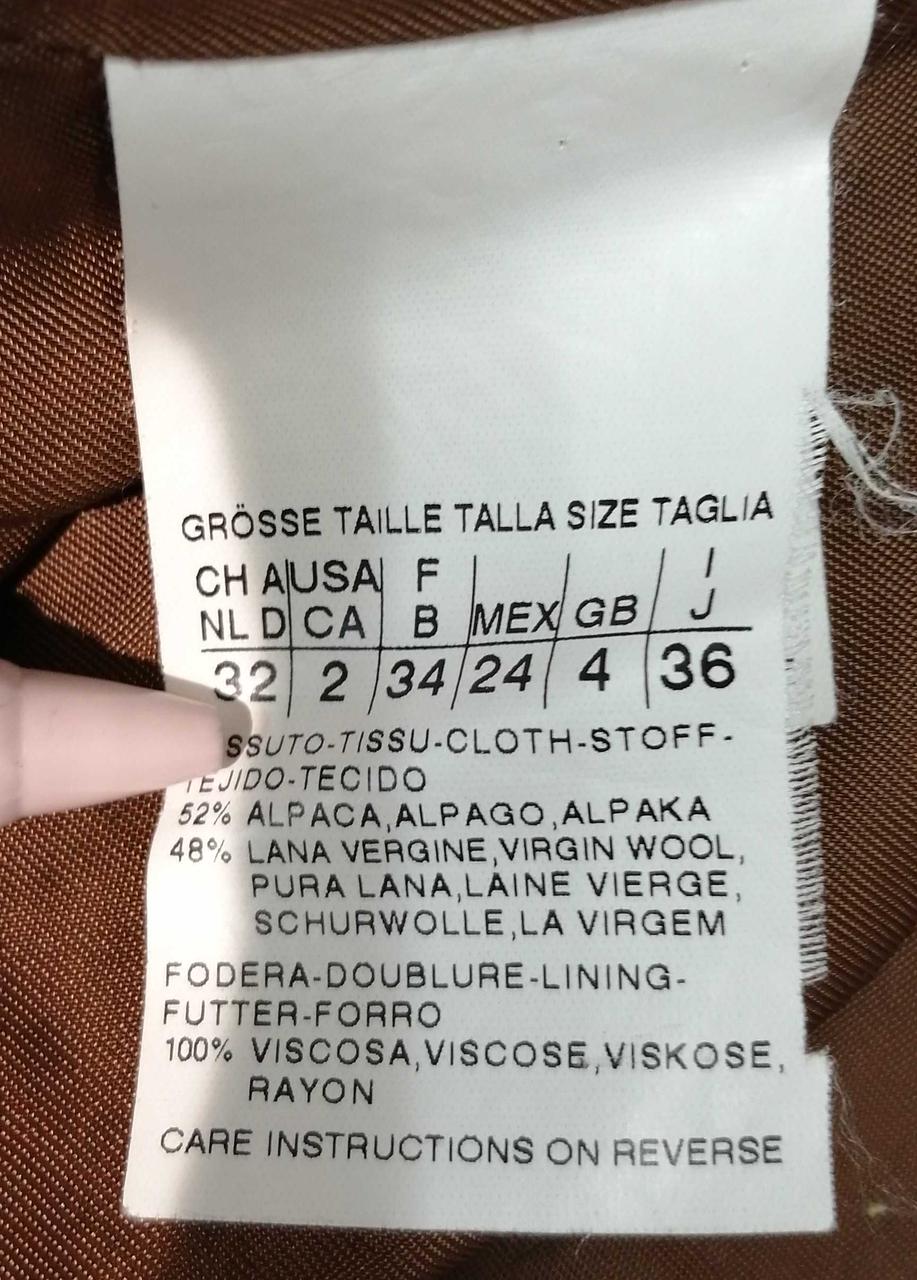 GRÖSSE TAILLE TALLA SIZE TAGLIA
CH A USA F I
NL D CA B MEX GB J
32 2 34 24 4 36
SSUTO-TISSU-CLOTH-STOFF-
TEJIDO-TECIDO
52% ALPACA,ALPAGO,ALPAKA
48% LANA VERGINE,VIRGIN WOOL,
PURA LANA,LAINE VIERGE,
SCHURWOLLE,LA VIRGEM
FODERA-DOUBLURE-LINING-
FUTTER-FORRO
100% VISCOSA,VISCOSE,VISKOSE,
RAYON
CARE INSTRUCTIONS ON REVERSE